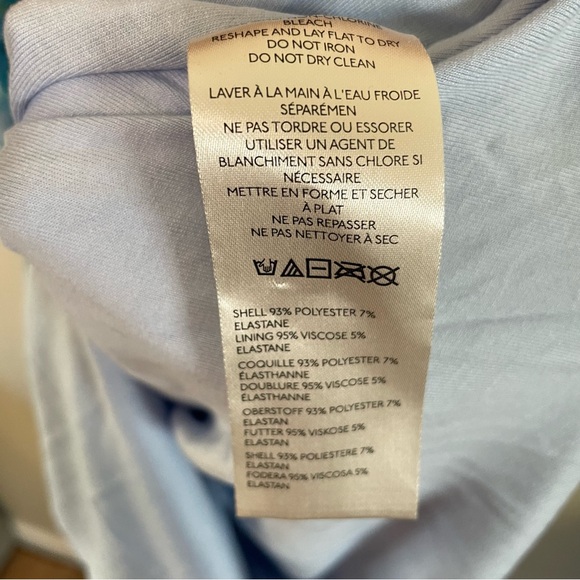 CHLORINE
BLEACH
RESHAPE AND LAY FLAT TO DRY
DO NOT IRON
DO NOT DRY CLEAN
LAVER À LA MAIN À L'EAU FROIDE
SÉPARÉMEN
NE PAS TORDRE OU ESSORER
UTILISER UN AGENT DE
BLANCHIMENT SANS CHLORE SI
NÉCESSAIRE
METTRE EN FORME ET SECHER
À PLAT
NE PAS REPASSER
NE PAS NETTOYER À SEC
SHELL 93% POLYESTER 7%
ELASTANE
LINING 95% VISCOSE 5%
ELASTANE
COQUILLE 93% POLYESTER 7%
ÉLASTHANNE
DOUBLURE 95% VISCOSE 5%
ÉLASTHANNE
OBERSTOFF 93% POLYESTER 7%
ELASTAN
FUTTER 95% VISKOSE 5%
ELASTAN
SHELL 93% POLIESTERE 7%
ELASTAN
FODERA 95% VISCOSA 5%
ELASTAN